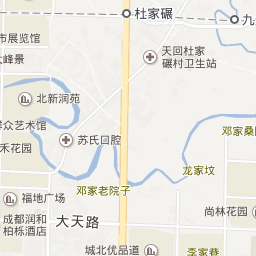 杜家碾
九
市展览馆
天回杜家
碾村卫生站
大峰景
北新润苑
群众艺术馆
邓家桑园
禾花园
苏氏口腔
龙家坟
邓家老院子
福地广场
尚林花园
成都润和
柏栎酒店
大天路
城北优品道
李家巷